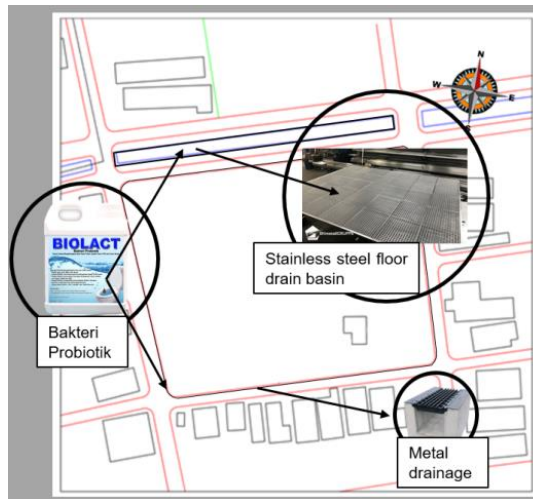 N
W
E
BIOLACT
Stainless steel floor
drain basin
Bakteri
Probiotik
Metal
drainage